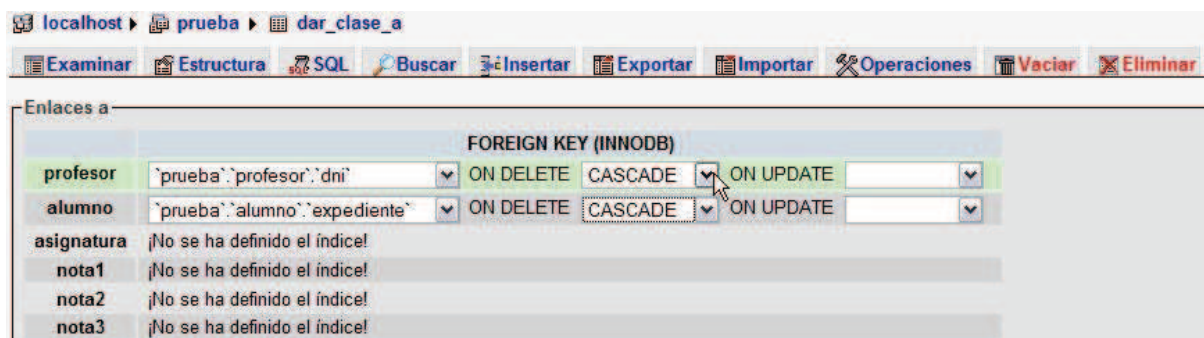 localhost prueba dar_clase_a
Examinar Estructura SQL Buscar Insertar Exportar Importar Operaciones Vaciar Eliminar
Enlaces a
FOREIGN KEY (INNODB)
profesor `prueba`.`profesor`.`dni` ON DELETE CASCADE ON UPDATE
alumno `prueba`.`alumno`.`expediente` ON DELETE CASCADE ON UPDATE
asignatura ¡No se ha definido el índice!
nota1 ¡No se ha definido el índice!
nota2 ¡No se ha definido el índice!
nota3 ¡No se ha definido el índice!